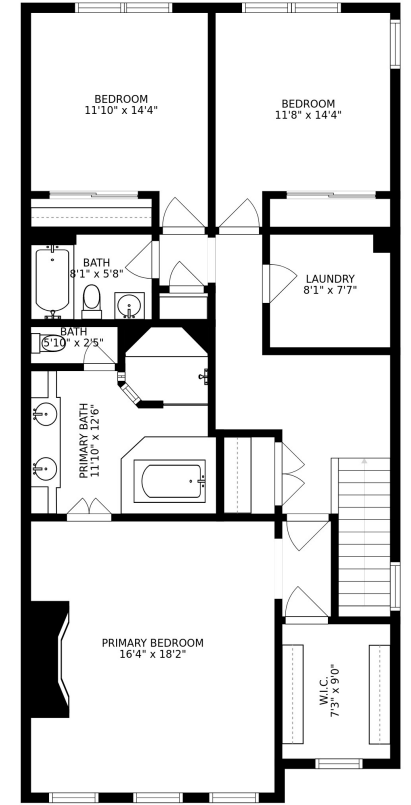 BEDROOM
11'10" x 14'4"
BEDROOM
11'8" x 14'4"
BATH
8'1" x 5'8"
LAUNDRY
8'1" x 7'7"
BATH
5'10" x 2'5"
PRIMARY BATH
11'10" x 12'6"
PRIMARY BEDROOM
16'4" x 18'2"
W.I.C.
7'3" x 9'0"